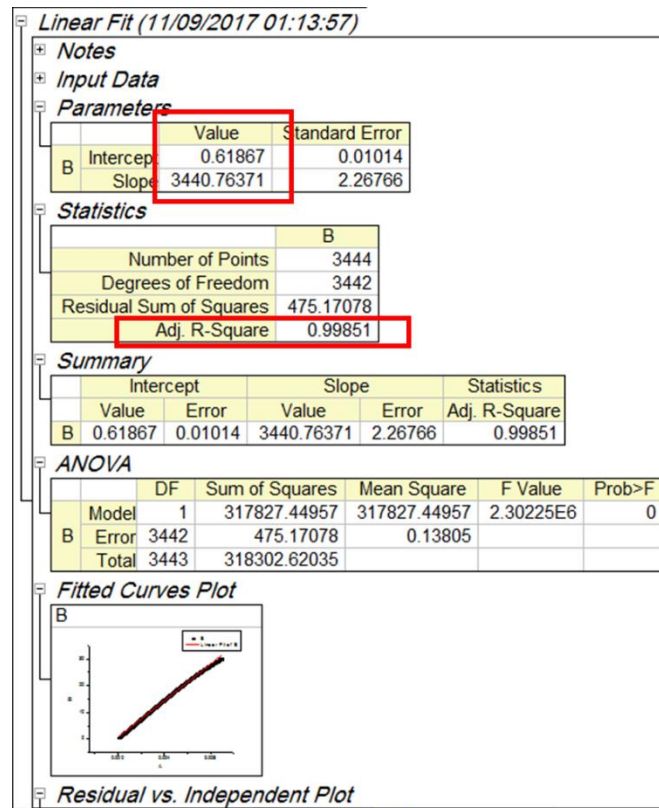 Linear Fit (11/09/2017 01:13:57)
Notes
Input Data
Parameters
Value Standard Error
B Intercep 0.61867 0.01014
Slope 3440.76371 2.26766
Statistics
B
Number of Points 3444
Degrees of Freedom 3442
Residual Sum of Squares 475.17078
Adj. R-Square 0.99851
Summary
Intercept Slope Statistics
Value Error Value Error Adj. R-Square
B 0.61867 0.01014 3440.76371 2.26766 0.99851
ANOVA
DF Sum of Squares Mean Square F Value Prob>F
Model 1 317827.44957 317827.44957 2.30225E6 0
B Error 3442 475.17078 0.13805
Total 3443 318302.62035
Fitted Curves Plot
B
Residual vs. Independent Plot